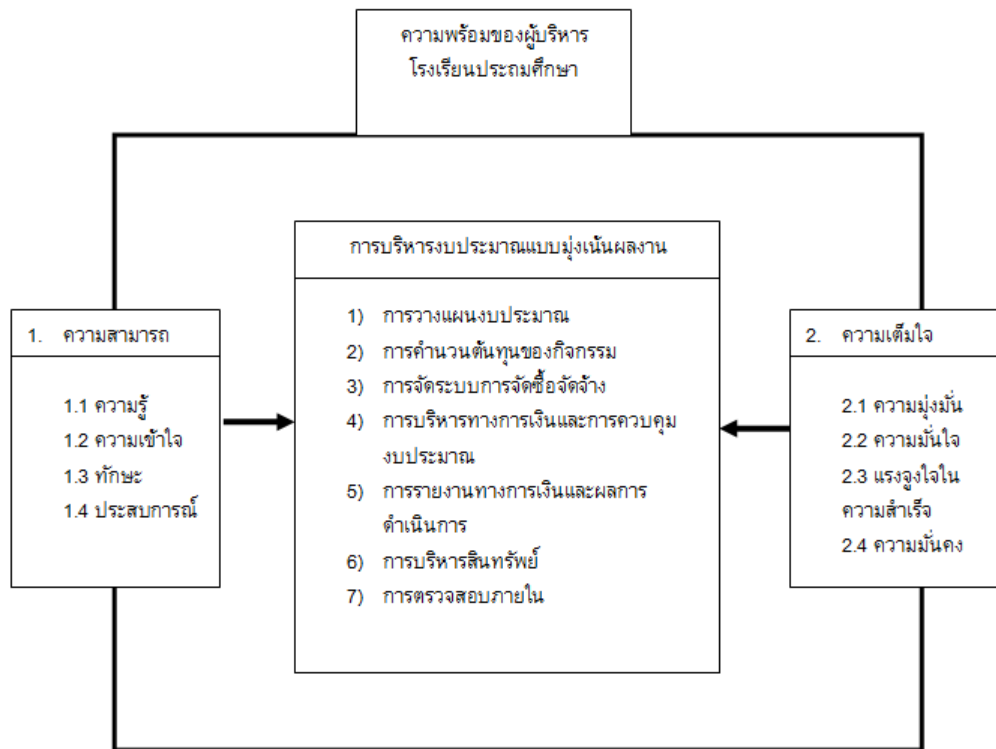 ความพร้อมของผู้บริหาร
โรงเรียนประถมศึกษา
การบริหารงบประมาณแบบมุ่งเน้นผลงาน
1) การวางแผนงบประมาณ
2) การคำนวนต้นทุนของกิจกรรม
3) การจัดระบบการจัดซื้อจัดจ้าง
4) การบริหารทางการเงินและการควบคุม
งบประมาณ
5) การรายงานทางการเงินและผลการ
ดำเนินการ
6) การบริหารสินทรัพย์
7) การตรวจสอบภายใน
1. ความสามารถ
1.1 ความรู้
1.2 ความเข้าใจ
1.3 ทักษะ
1.4 ประสบการณ์
2. ความเต็มใจ
2.1 ความมุ่งมั่น
2.2 ความมั่นใจ
2.3 แรงจูงใจใน
ความสำเร็จ
2.4 ความมั่นคง